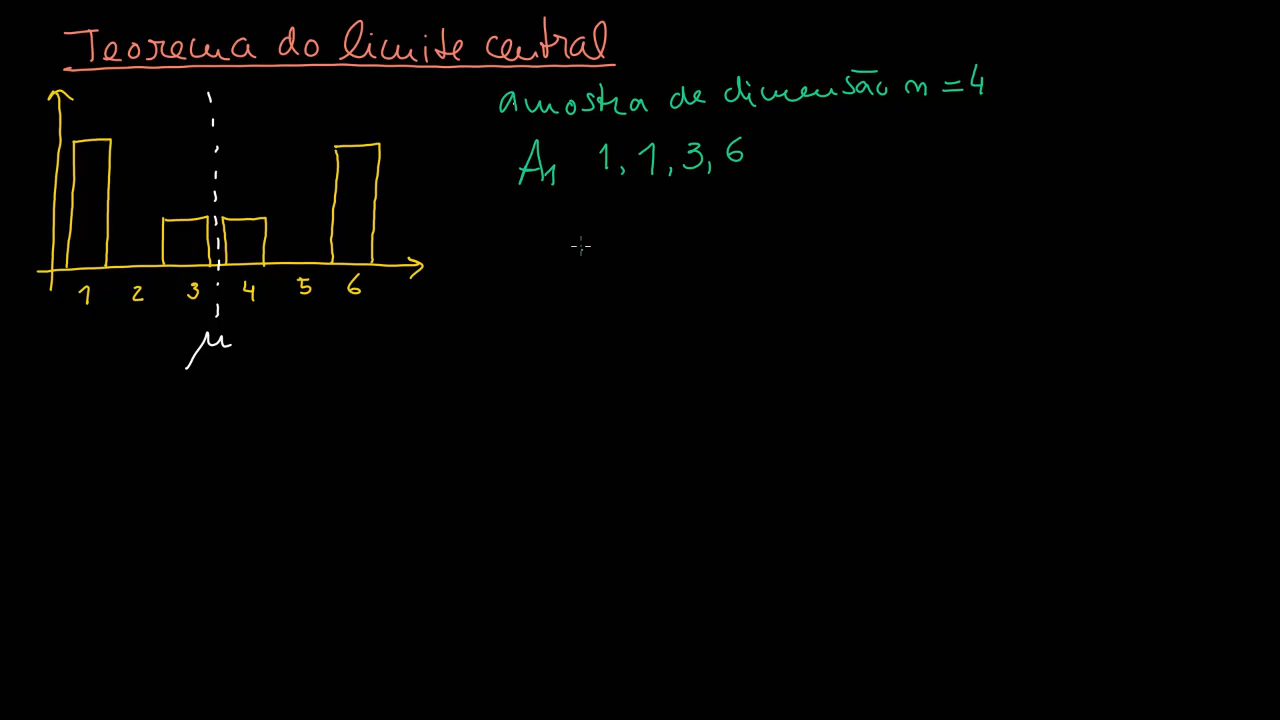 Teorema do limite central
amostra de dimensão n = 4
A1 1, 1, 3, 6
1 2 3 4 5 6
μ